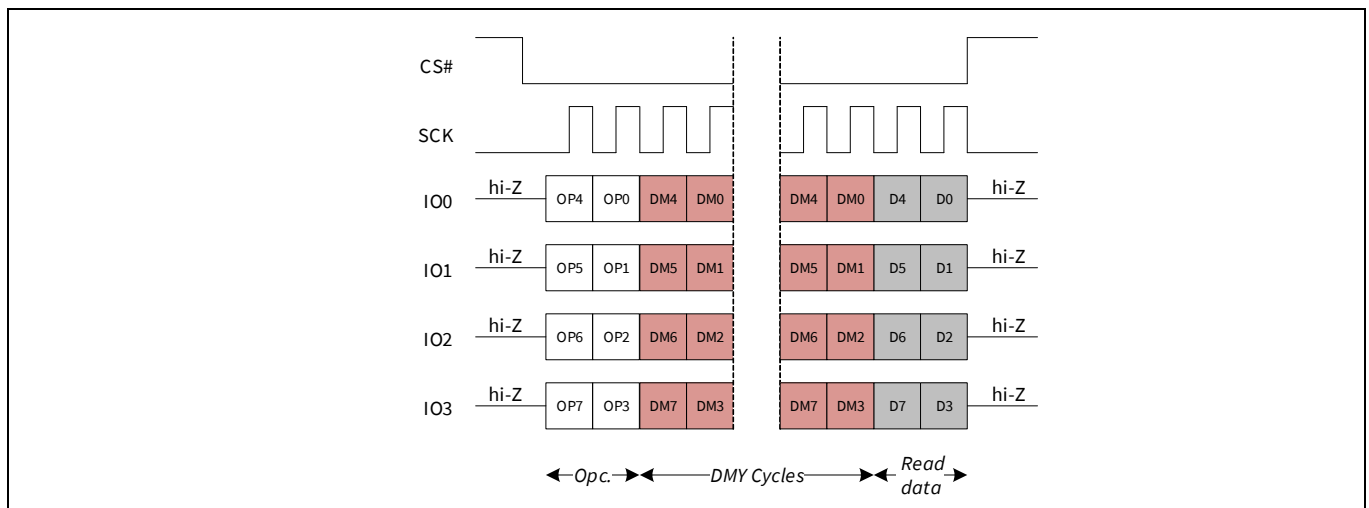 CS#
SCK
IO0 hi-Z OP4 OP0 DM4 DM0 DM4 DM0 D4 D0 hi-Z
IO1 hi-Z OP5 OP1 DM5 DM1 DM5 DM1 D5 D1 hi-Z
IO2 hi-Z OP6 OP2 DM6 DM2 DM6 DM2 D6 D2 hi-Z
IO3 hi-Z OP7 OP3 DM7 DM3 DM7 DM3 D7 D3 hi-Z
Opc. DMY Cycles Read
data